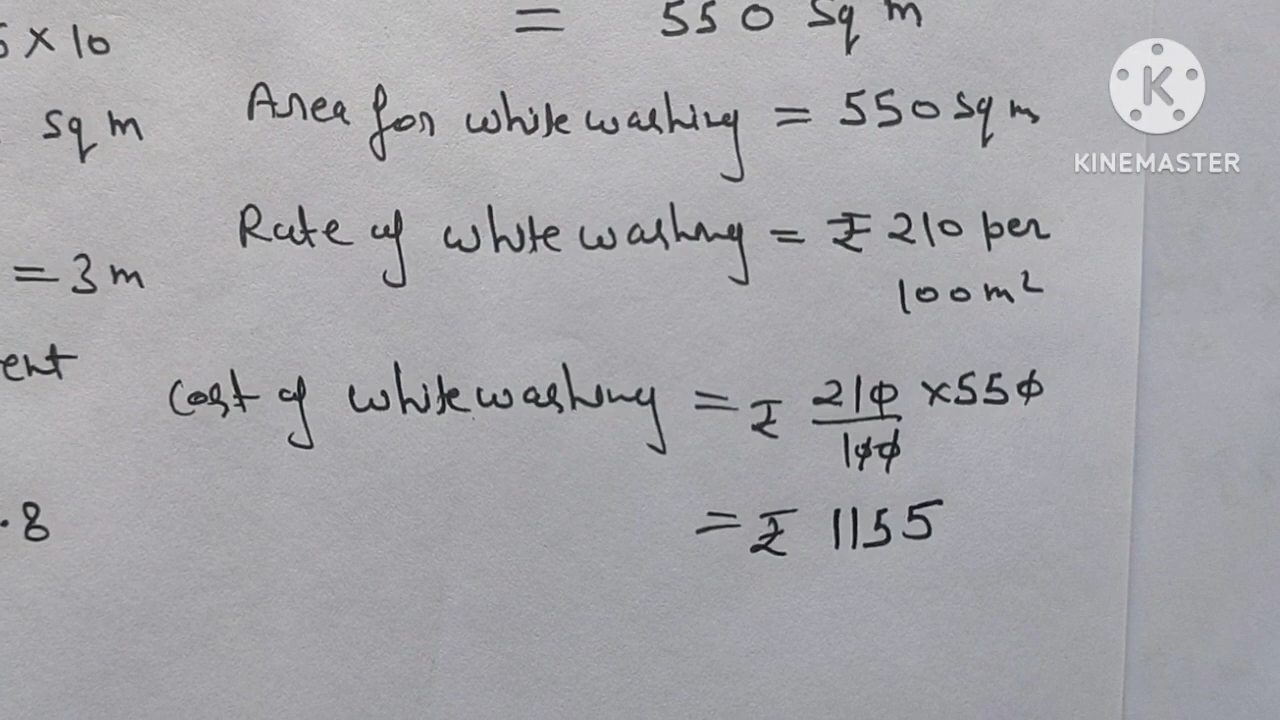 = 550 sq m
5 × 10
sq m
Area for white washing = 550 sq m
Rate of white washing = ₹ 210 per
100 m²
= 3 m
ent
Cost of white washing = ₹ 210/100 × 550
= ₹ 1155
.8
KINEMASTER